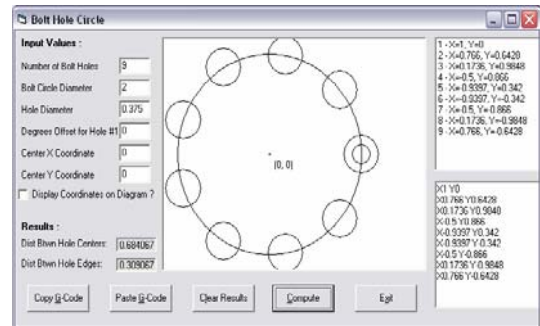 Bolt Hole Circle
Input Values :
Number of Bolt Holes 9
Bolt Circle Diameter 2
Hole Diameter 0.375
Degrees Offset for Hole #1 0
Center X Coordinate 0
Center Y Coordinate 0
Display Coordinates on Diagram ?
Results :
Dist Btwn Hole Centers: 0.684067
Dist Btwn Hole Edges: 0.309067
(0, 0)
1 - X=1, Y=0
2 - X=0.766, Y=0.6428
3 - X=0.1736, Y=0.9848
4 - X=-0.5, Y=0.866
5 - X=-0.9397, Y=0.342
6 - X=-0.9397, Y=-0.342
7 - X=-0.5, Y=-0.866
8 - X=0.1736, Y=-0.9848
9 - X=0.766, Y=-0.6428
X1 Y0
X0.766 Y0.6428
X0.1736 Y0.9848
X-0.5 Y0.866
X-0.9397 Y0.342
X-0.9397 Y-0.342
X-0.5 Y-0.866
X0.1736 Y-0.9848
X0.766 Y-0.6428
Copy G-Code
Paste G-Code
Clear Results
Compute
Exit